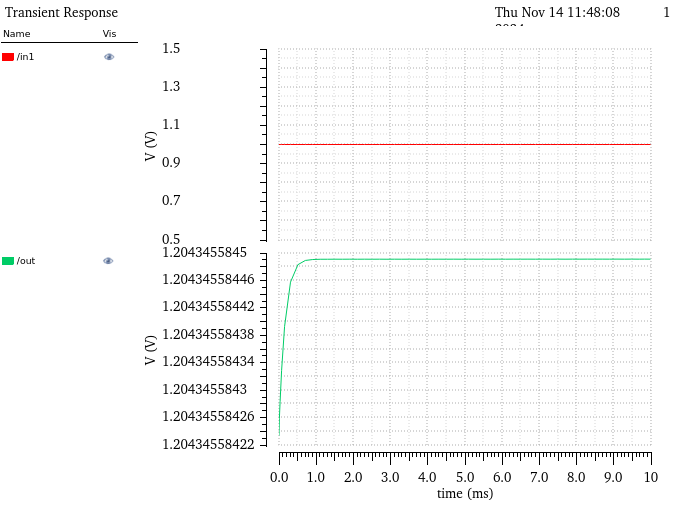 Transient Response
Thu Nov 14 11:48:08
1
Name Vis
/in1
1.5
1.3
1.1
0.9
0.7
0.5
V (V)
/out
1.2043455845
1.20434558446
1.20434558442
1.20434558438
1.20434558434
1.2043455843
1.20434558426
1.20434558422
V (V)
0.0 1.0 2.0 3.0 4.0 5.0 6.0 7.0 8.0 9.0 10
time (ms)